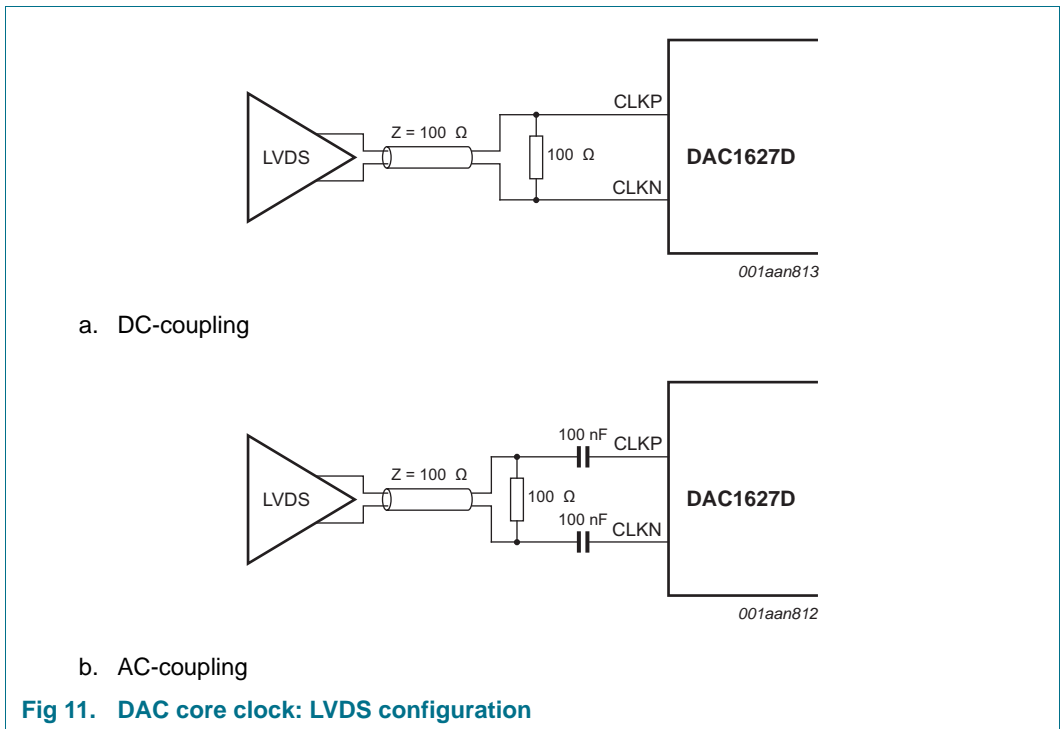 CLKP
Z = 100 Ω
LVDS
100 Ω
DAC1627D
CLKN
001aan813
a. DC-coupling
100 nF
CLKP
Z = 100 Ω
LVDS
100 Ω
DAC1627D
100 nF
CLKN
001aan812
b. AC-coupling
Fig 11. DAC core clock: LVDS configuration